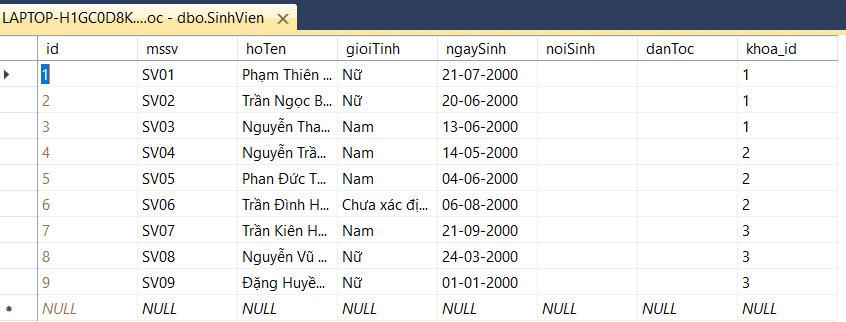 LAPTOP-H1GC0D8K....oc - dbo.SinhVien
id mssv hoTen gioiTinh ngaySinh noiSinh danToc khoa_id
1 SV01 Phạm Thiên ... Nữ 21-07-2000 1
2 SV02 Trần Ngọc B... Nữ 20-06-2000 1
3 SV03 Nguyễn Tha... Nam 13-06-2000 1
4 SV04 Nguyễn Trầ... Nam 14-05-2000 2
5 SV05 Phan Đức T... Nam 04-06-2000 2
6 SV06 Trần Đình H... Chưa xác đị... 06-08-2000 2
7 SV07 Trần Kiên H... Nam 21-09-2000 3
8 SV08 Nguyễn Vũ ... Nữ 24-03-2000 3
9 SV09 Đặng Huyề... Nữ 01-01-2000 3
NULL NULL NULL NULL NULL NULL NULL NULL